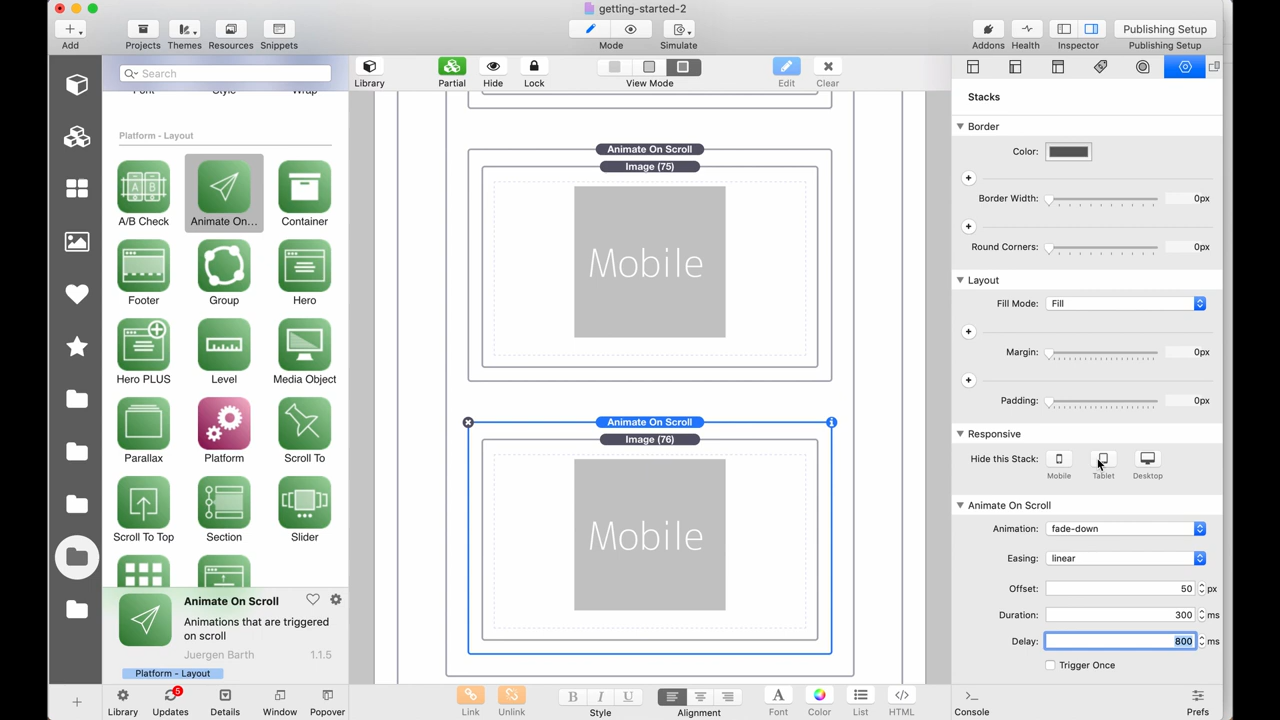 getting-started-2
Add
Projects
Themes
Resources
Snippets
Mode
Simulate
Addons
Health
Inspector
Publishing Setup
Publishing Setup
Search
Library
Partial
Hide
Lock
View Mode
Edit
Clear
Font
Style
Wrap
Platform - Layout
A/B Check
Animate On...
Container
Footer
Group
Hero
Hero PLUS
Level
Media Object
Parallax
Platform
Scroll To
Scroll To Top
Section
Slider
Animate On Scroll
Animations that are triggered
on scroll
Juergen Barth
1.1.5
Platform - Layout
Animate On Scroll
Image (75)
Mobile
Animate On Scroll
Image (76)
Mobile
Stacks
Border
Color:
Border Width:
0px
Round Corners:
0px
Layout
Fill Mode:
Fill
Margin:
0px
Padding:
0px
Responsive
Hide this Stack:
Mobile
Tablet
Desktop
Animate On Scroll
Animation:
fade-down
Easing:
linear
Offset:
50
px
Duration:
300
ms
Delay:
800
ms
Trigger Once
Library
5
Updates
Details
Window
Popover
Link
Unlink
B
I
U
Style
Alignment
A
Font
Color
List
HTML
Console
Prefs